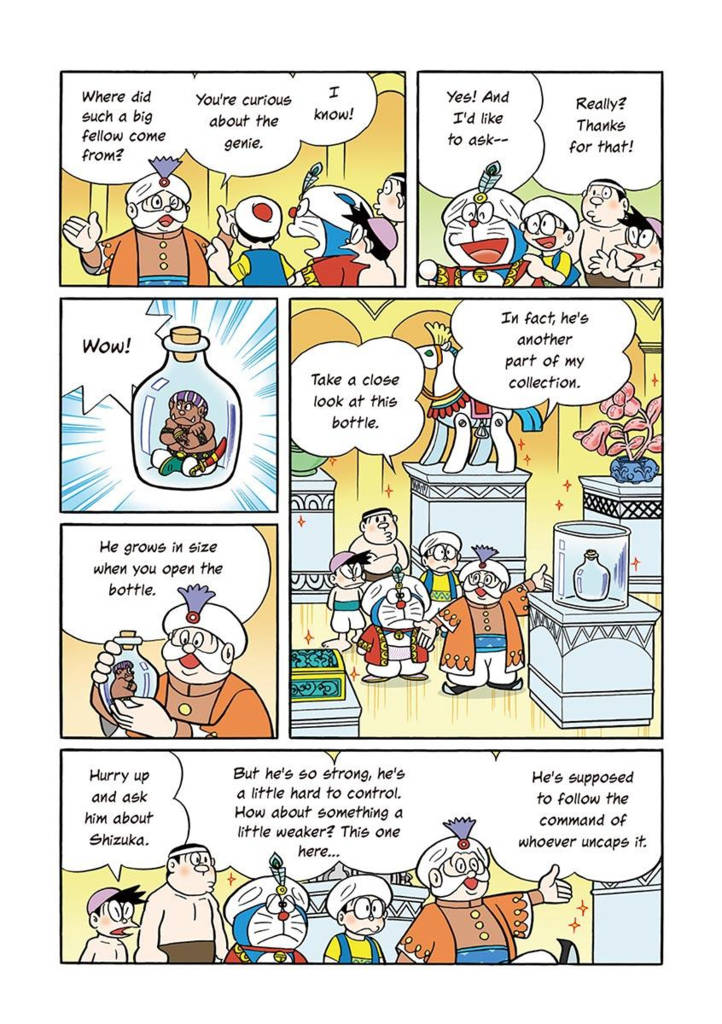 Really?
Thanks
for that!
Yes! And
I'd like
to ask--
I
know!
You're curious
about the
genie.
Where did
such a big
fellow come
from?
In fact, he's
another
part of my
collection.
Take a close
look at this
bottle.
Wow!
He grows in size
when you open the
bottle.
He's supposed
to follow the
command of
whoever uncaps it.
But he's so strong, he's
a little hard to control.
How about something a
little weaker? This one
here...
Hurry up
and ask
him about
Shizuka.